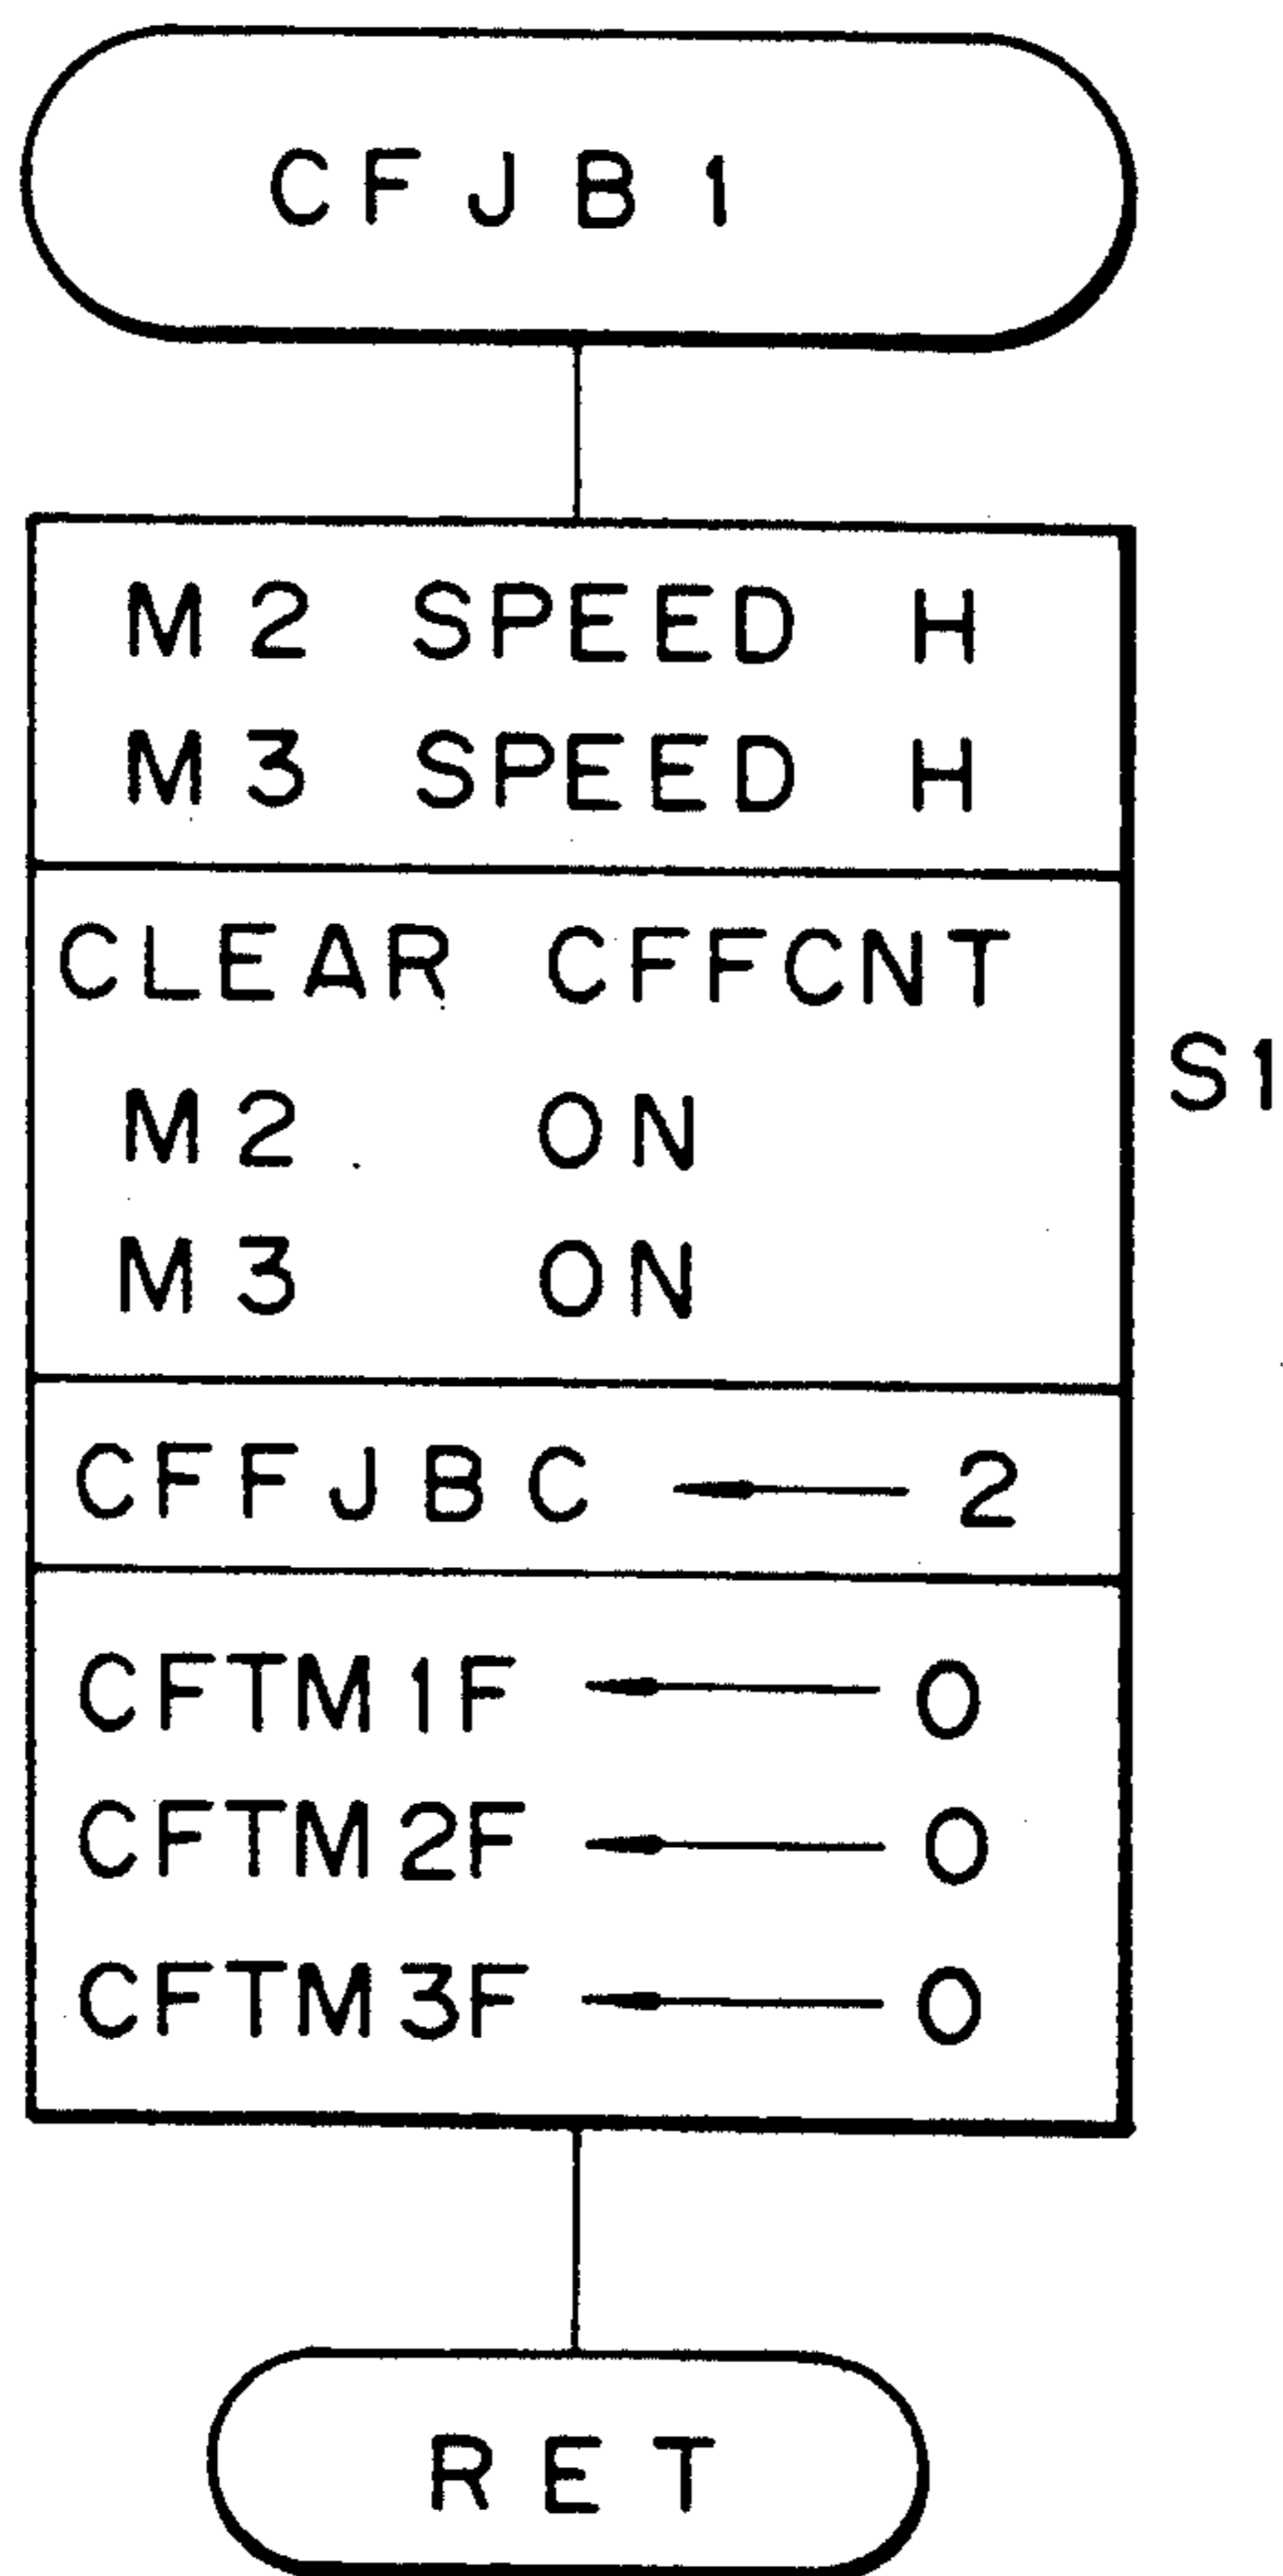 CFJB1
M2 SPEED H
M3 SPEED H
CLEAR CFFCNT
S1
M2 ON
M3 ON
CFFJBC ← 2
CFTM1F ← 0
CFTM2F ← 0
CFTM3F ← 0
RET